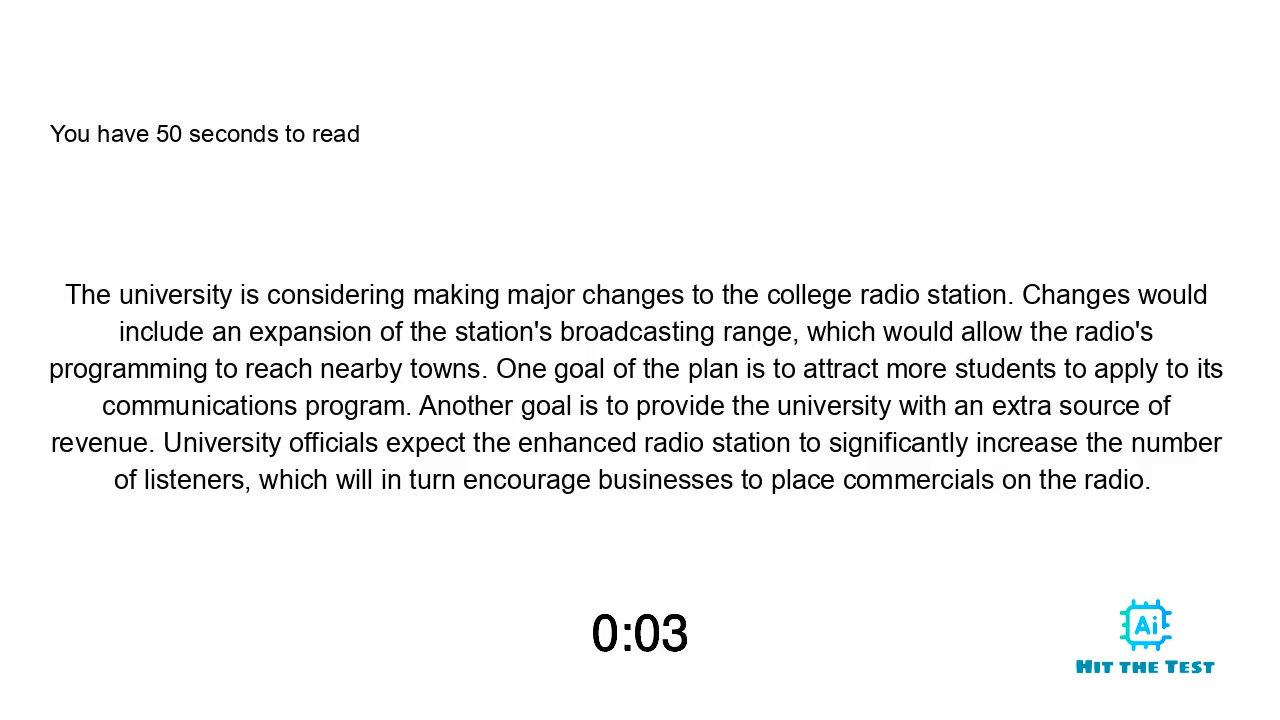 You have 50 seconds to read
The university is considering making major changes to the college radio station. Changes would
include an expansion of the station's broadcasting range, which would allow the radio's
programming to reach nearby towns. One goal of the plan is to attract more students to apply to its
communications program. Another goal is to provide the university with an extra source of
revenue. University officials expect the enhanced radio station to significantly increase the number
of listeners, which will in turn encourage businesses to place commercials on the radio.
0:03
Ai
HIT THE TEST